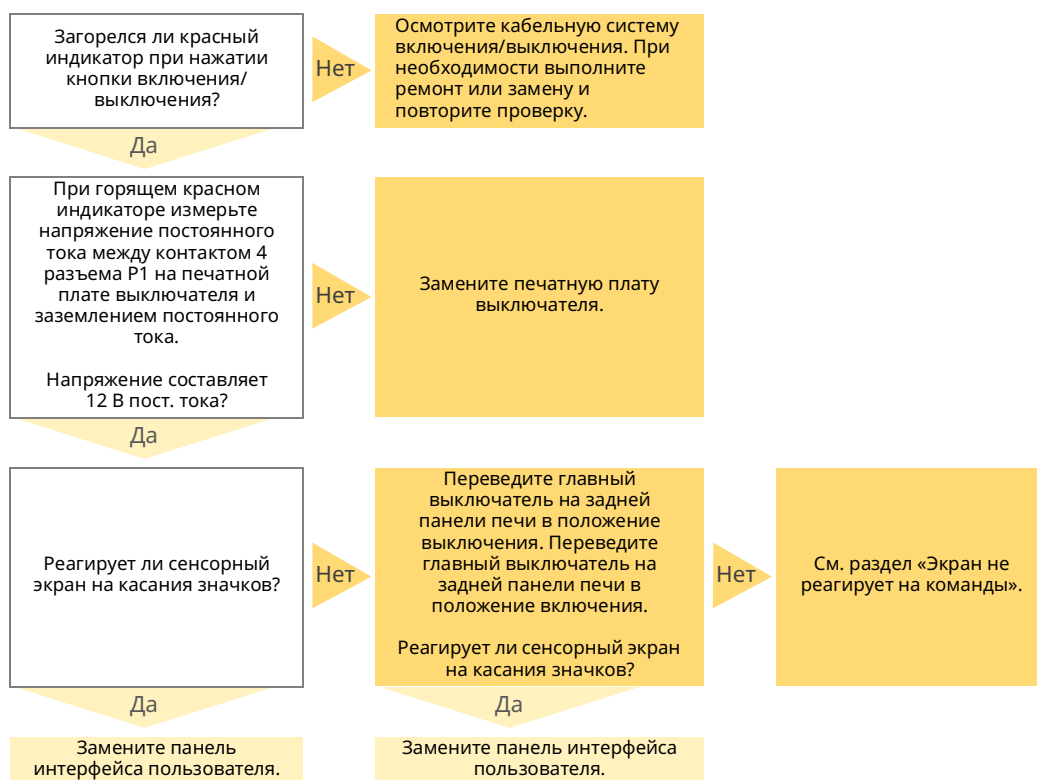 Загорелся ли красный
индикатор при нажатии
кнопки включения/
выключения?
Нет
Осмотрите кабельную систему
включения/выключения. При
необходимости выполните
ремонт или замену и
повторите проверку.
Да
При горящем красном
индикаторе измерьте
напряжение постоянного
тока между контактом 4
разъема P1 на печатной
плате выключателя и
заземлением постоянного
тока.
Напряжение составляет
12 В пост. тока?
Нет
Замените печатную плату
выключателя.
Да
Реагирует ли сенсорный
экран на касания значков?
Нет
Переведите главный
выключатель на задней
панели печи в положение
выключения. Переведите
главный выключатель на
задней панели печи в
положение включения.
Реагирует ли сенсорный экран
на касания значков?
Нет
См. раздел «Экран не
реагирует на команды».
Да
Замените панель
интерфейса пользователя.
Да
Замените панель интерфейса
пользователя.